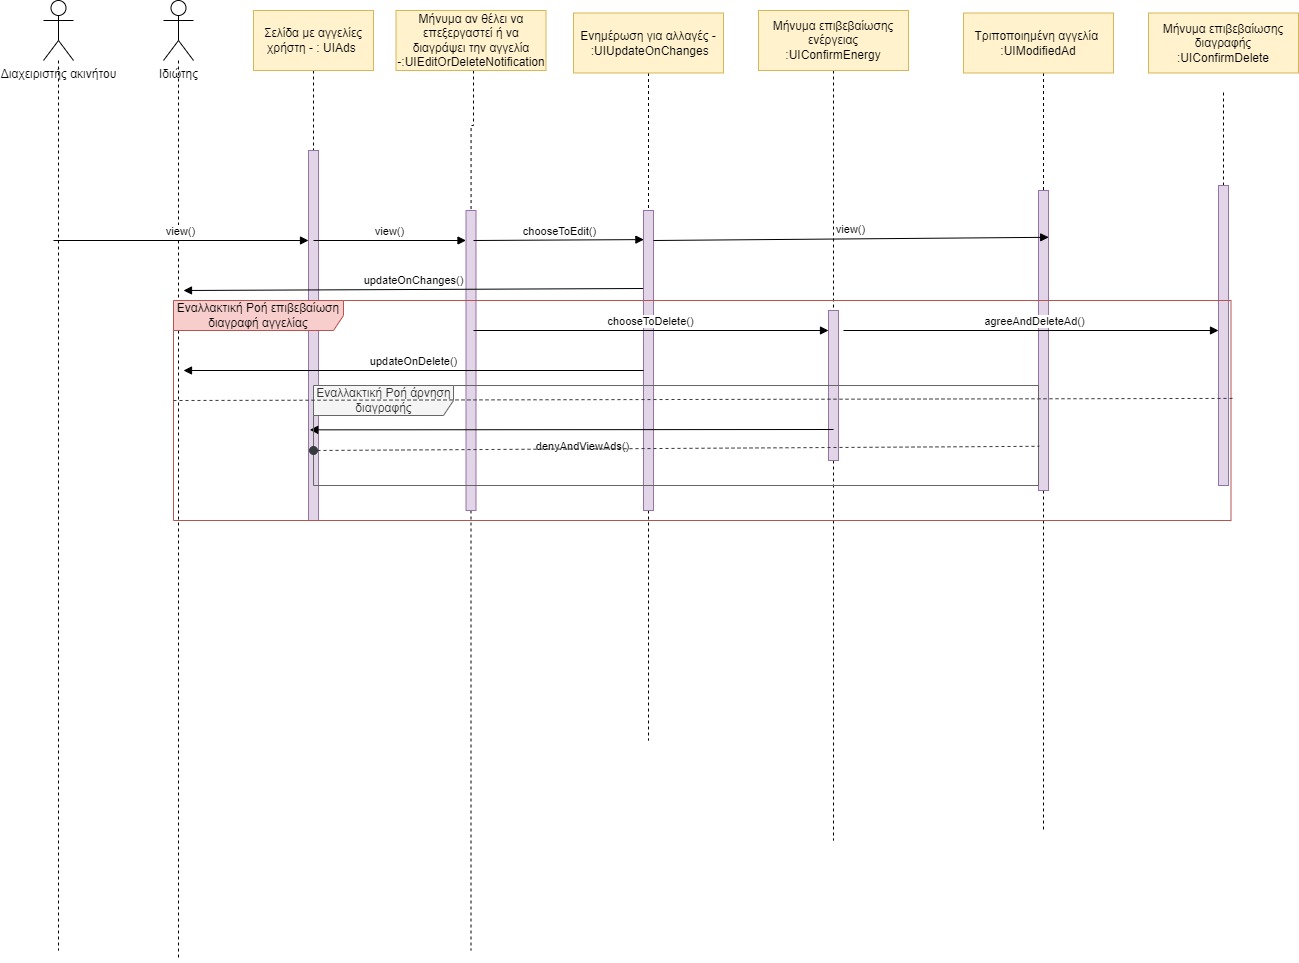 Διαχειριστής ακινήτου
Ιδιώτης
Σελίδα με αγγελίες
χρήστη - : UIAds
Μήνυμα αν θέλει να
επεξεργαστεί ή να
διαγράψει την αγγελία
-:UIEditOrDeleteNotification
Ενημέρωση για αλλαγές -
:UIUpdateOnChanges
Μήνυμα επιβεβαίωσης
ενέργειας
:UIConfirmEnergy
Τριποποιημένη αγγελία
:UIModifiedAd
Μήνυμα επιβεβαίωσης
διαγραφής
:UIConfirmDelete
view()
view()
chooseToEdit()
view()
updateOnChanges()
Εναλλακτική Ροή επιβεβαίωση
διαγραφή αγγελίας
chooseToDelete()
agreeAndDeleteAd()
updateOnDelete()
Εναλλακτική Ροή άρνηση
διαγραφής
denyAndViewAds()